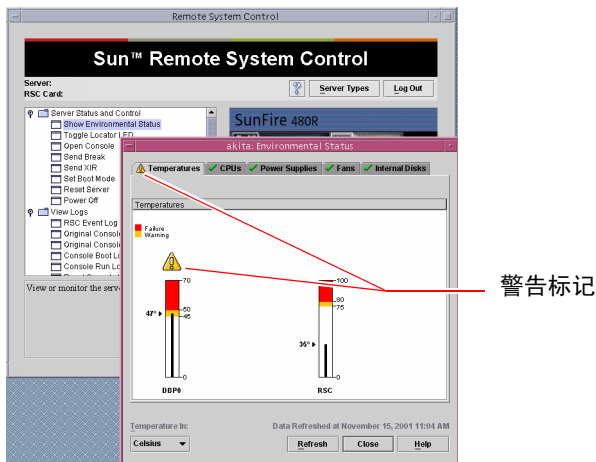 Remote System Control
Sun™ Remote System Control
Server:
RSC Card:
Server Types
Log Out
Server Status and Control
Show Environmental Status
Toggle Locator LED
Open Console
Send Break
Send XIR
Set Boot Mode
Reset Server
Power Off
View Logs
RSC Event Log
Original Consol
Original Consol
Console Boot Lo
Console Run Lo
View or monitor the serve
SunFire 480R
akita: Environmental Status
Temperatures
CPUs
Power Supplies
Fans
Internal Disks
Temperatures
Failure
Warning
70
50
45
47°
0
DBP0
100
80
75
36°
0
RSC
警告标记
Temperature In:
Data Refreshed at November 15, 2001 11:04 AM
Celsius
Refresh
Close
Help